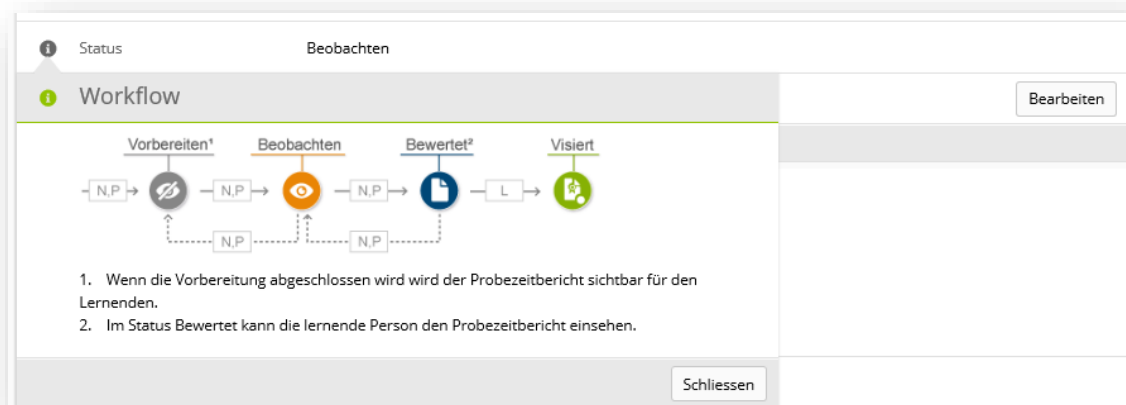 Status Beobachten
Workflow
Bearbeiten
Vorbereiten¹ Beobachten Bewertet² Visiert
N,P N,P N,P L
N,P N,P
1. Wenn die Vorbereitung abgeschlossen wird wird der Probezeitbericht sichtbar für den
Lernenden.
2. Im Status Bewertet kann die lernende Person den Probezeitbericht einsehen.
Schliessen